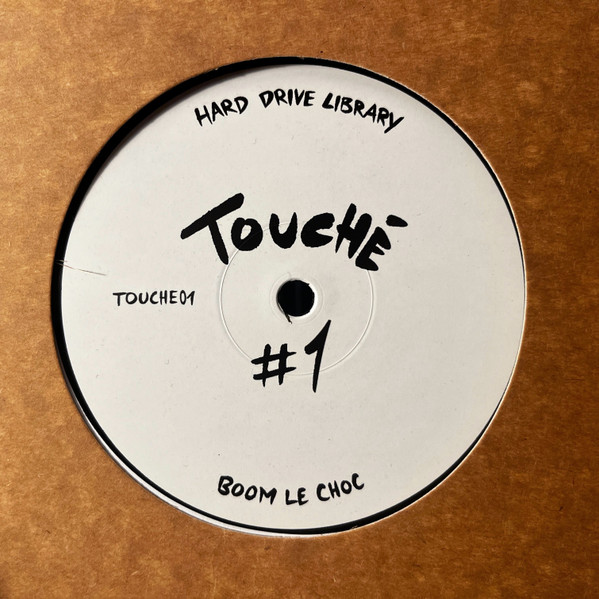 HARD DRIVE LIBRARY
TOUCHÉ
TOUCHE01
#1
BOOM LE CHOC